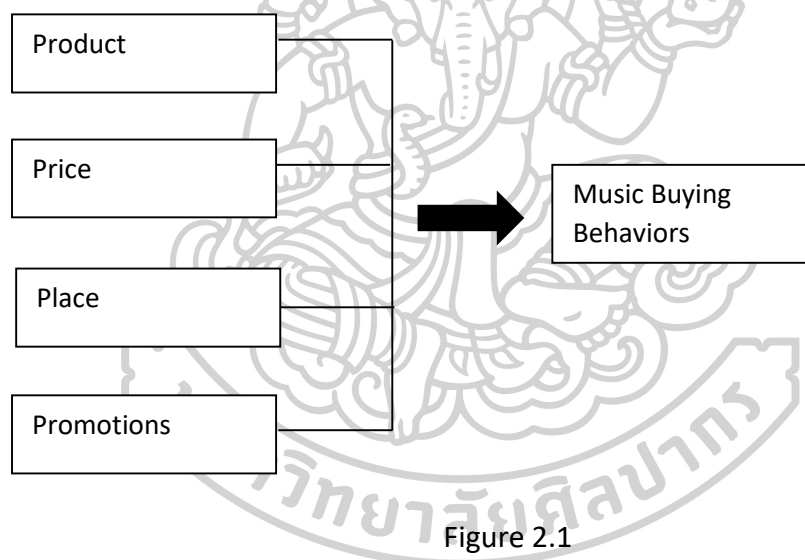 Product
Price
Music Buying
Behaviors
Place
Promotions
วิทยาลัยศิลปากร
Figure 2.1